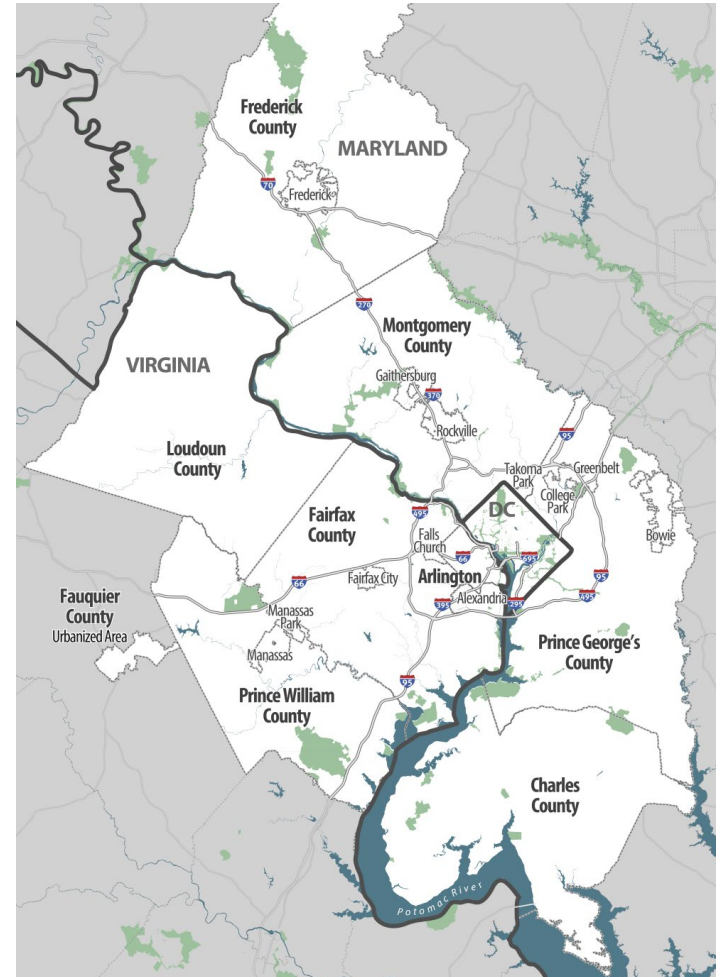 Frederick
County
MARYLAND
70
Frederick
270
Montgomery
County
VIRGINIA
Gaithersburg
370
Rockville
95
Loudoun
County
Takoma
Park
Greenbelt
College
Park
DC
495
Fairfax
County
Falls
Church
Bowie
66
695
Arlington
95
66
Fairfax City
Fauquier
County
Urbanized Area
395
Alexandria
295
495
Manassas
Park
Manassas
Prince George's
County
95
Prince William
County
Charles
County
Potomac River